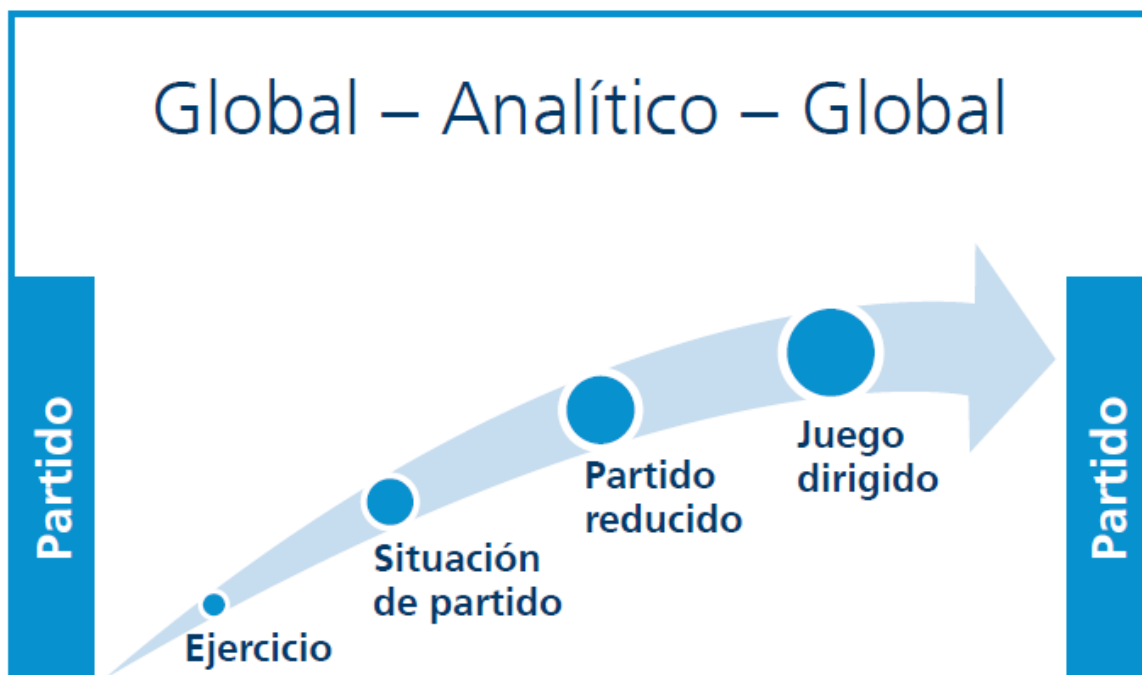 Global – Analítico – Global
Partido
Ejercicio
Situación
de partido
Partido
reducido
Juego
dirigido
Partido